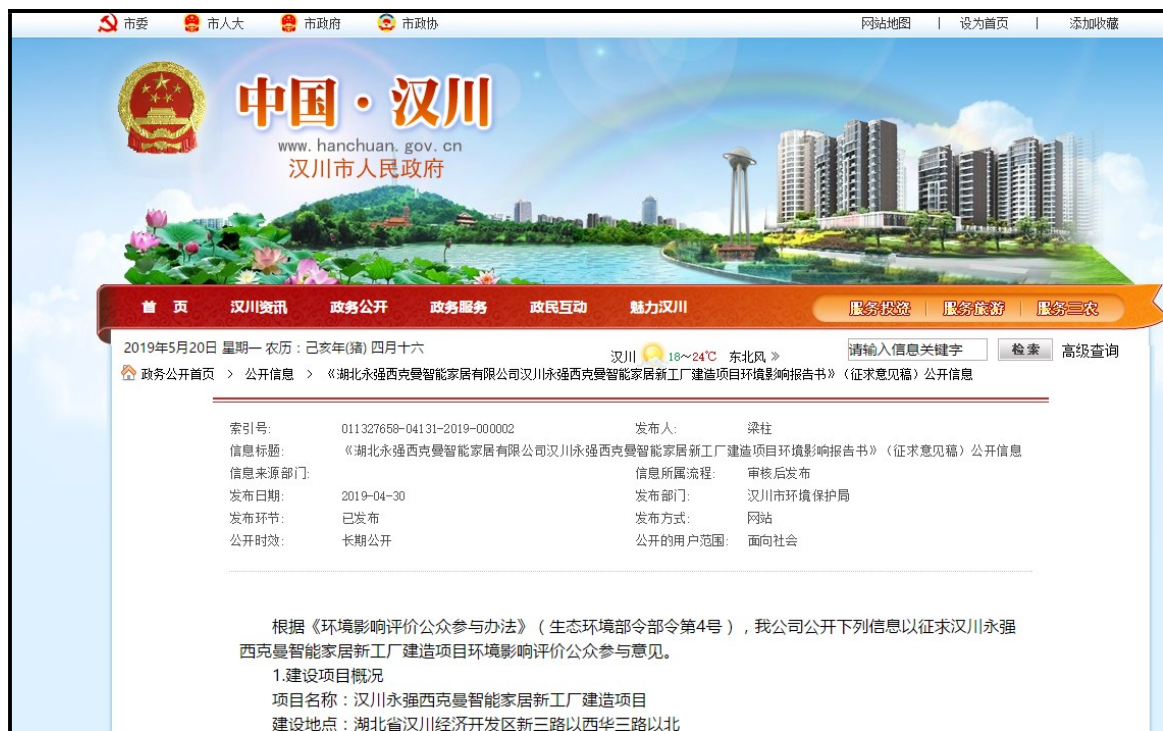 市委 市人大 市政府 市政协 网站地图 | 设为首页 | 添加收藏
中国·汉川
www.hanchuan.gov.cn
汉川市人民政府
首 页 汉川资讯 政务公开 政务服务 政民互动 魅力汉川 服务投资 | 服务旅游 | 服务三农
2019年5月20日 星期一 农历：己亥年(猪) 四月十六 汉川 18～24℃ 东北风 » 请输入信息关键字 检索 高级查询
政务公开首页 > 公开信息 > 《湖北永强西克曼智能家居有限公司汉川永强西克曼智能家居新工厂建造项目环境影响报告书》（征求意见稿）公开信息
索引号: 011327658-04131-2019-000002 发布人: 梁柱
信息标题: 《湖北永强西克曼智能家居有限公司汉川永强西克曼智能家居新工厂建造项目环境影响报告书》（征求意见稿）公开信息
信息来源部门: 信息所属流程: 审核后发布
发布日期: 2019-04-30 发布部门: 汉川市环境保护局
发布环节: 已发布 发布方式: 网站
公开时效: 长期公开 公开的用户范围: 面向社会
根据《环境影响评价公众参与办法》（生态环境部令部令第4号），我公司公开下列信息以征求汉川永强
西克曼智能家居新工厂建造项目环境影响评价公众参与意见。
1.建设项目概况
项目名称：汉川永强西克曼智能家居新工厂建造项目
建设地点：湖北省汉川经济开发区新三路以西华三路以北